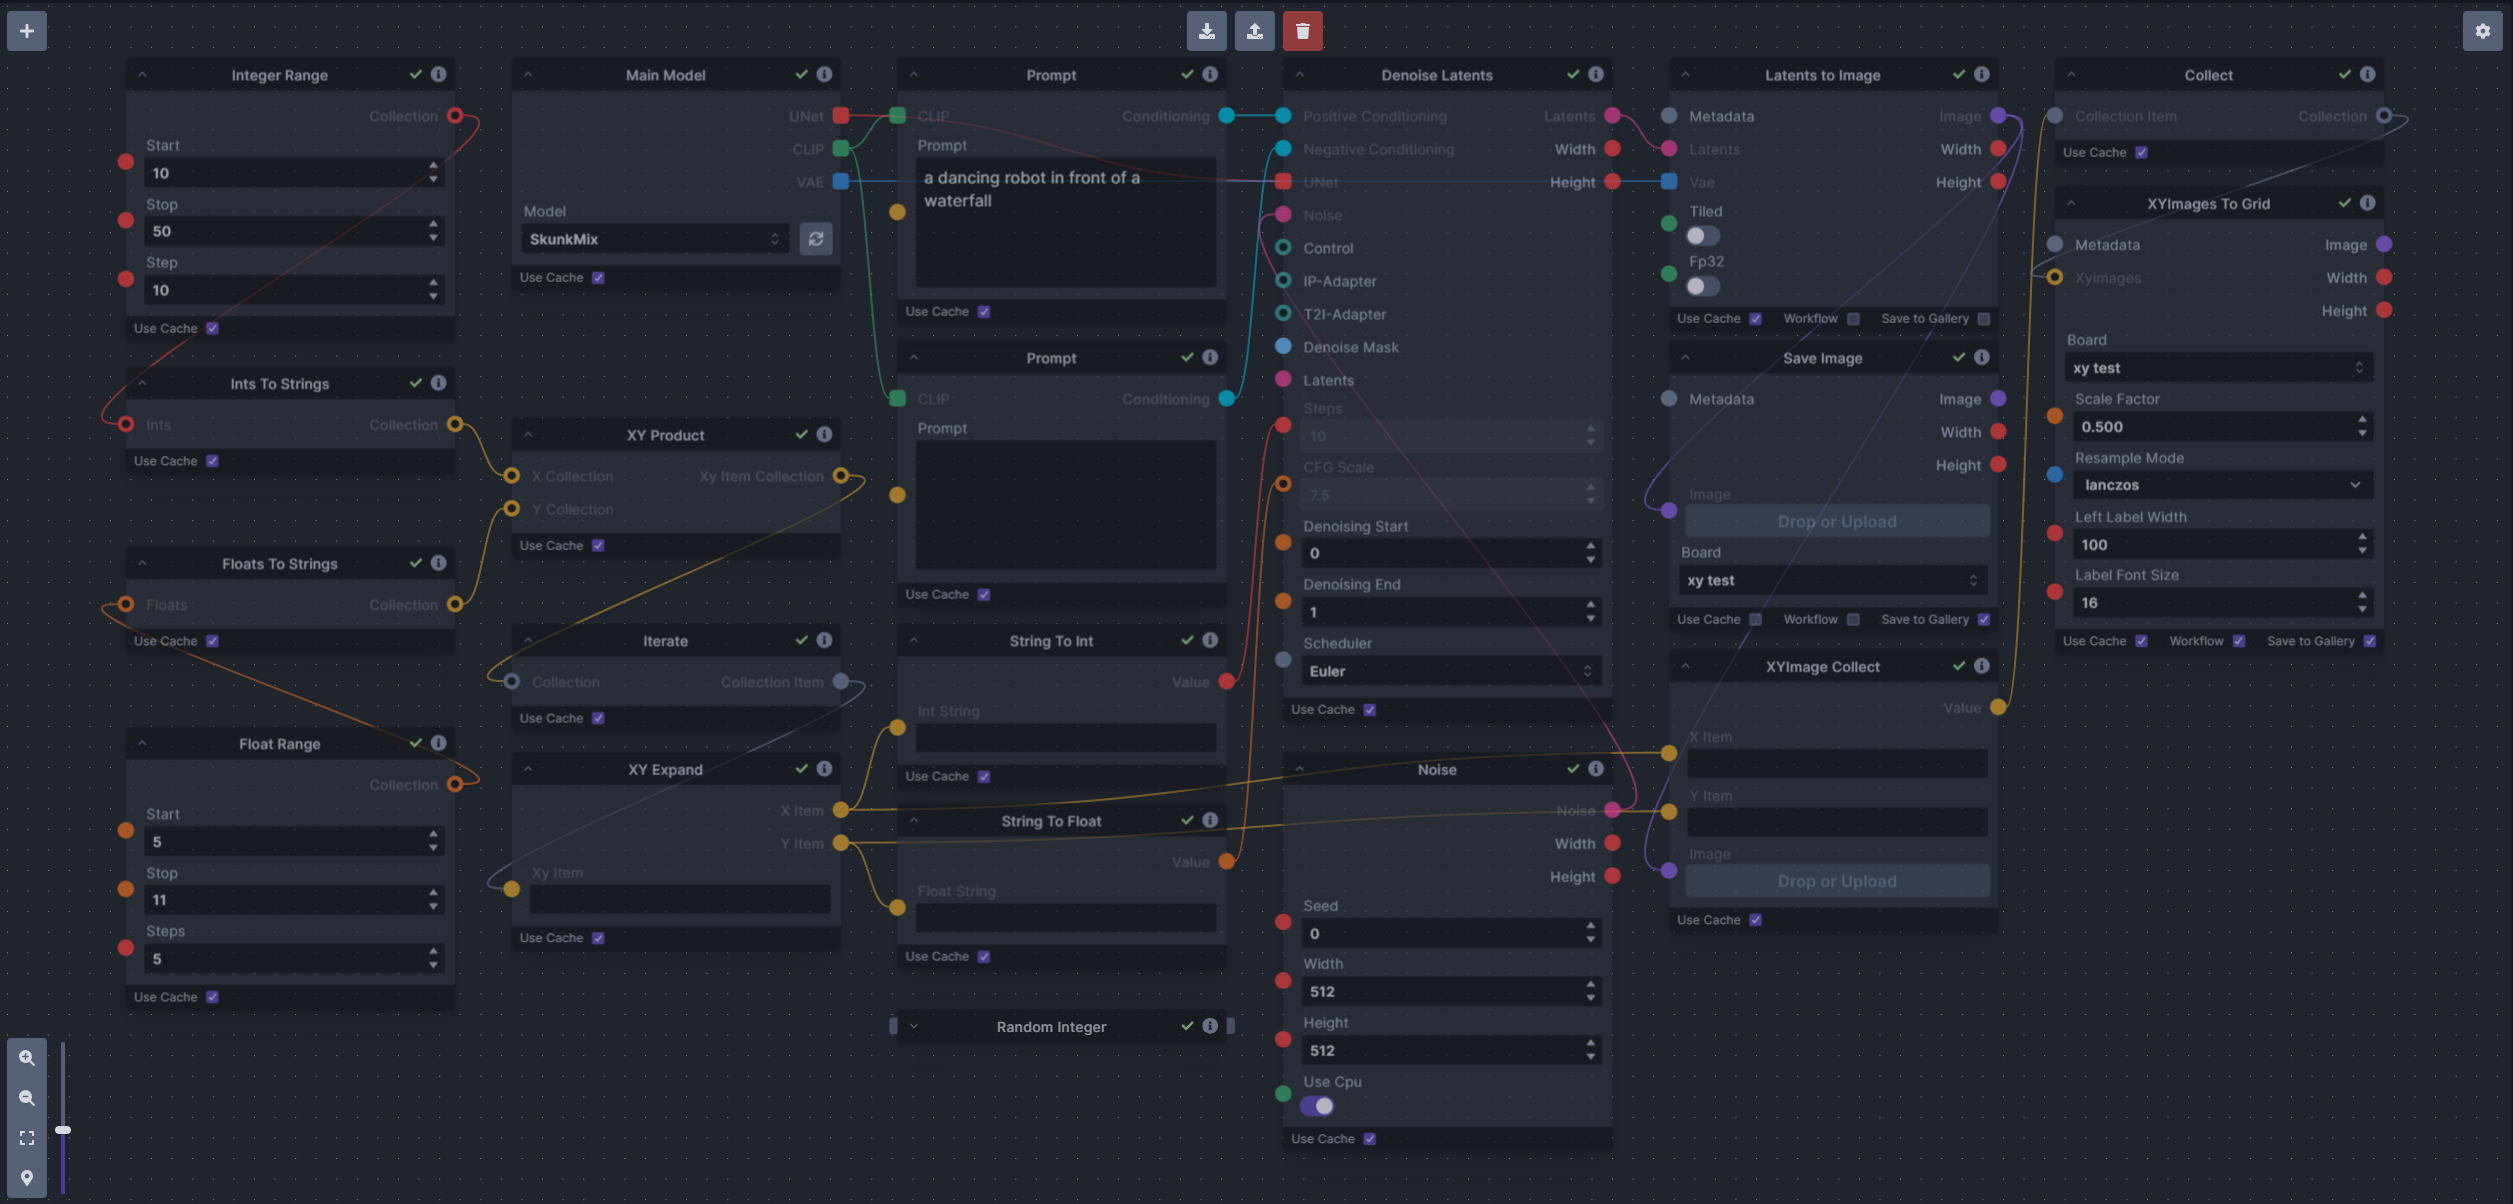 Integer Range
Collection
Start
10
Stop
50
Step
10
Use Cache
Ints To Strings
Ints Collection
Use Cache
Floats To Strings
Floats Collection
Use Cache
Float Range
Collection
Start
5
Stop
11
Steps
5
Use Cache
Main Model
UNet
CLIP
VAE
Model
SkunkMix
Use Cache
XY Product
X Collection Xy Item Collection
Y Collection
Use Cache
Iterate
Collection Collection Item
Use Cache
XY Expand
X Item
Y Item
Xy Item
Use Cache
Prompt
CLIP Conditioning
Prompt
a dancing robot in front of a
waterfall
Use Cache
Prompt
CLIP Conditioning
Prompt
Use Cache
String To Int
Value
Int String
Use Cache
String To Float
Value
Float String
Use Cache
Random Integer
Denoise Latents
Positive Conditioning Latents
Negative Conditioning Width
UNet Height
Noise
Control
IP-Adapter
T2I-Adapter
Denoise Mask
Latents
Steps
10
CFG Scale
7.5
Denoising Start
0
Denoising End
1
Scheduler
Euler
Use Cache
Noise
Noise
Width
Height
Seed
0
Width
512
Height
512
Use Cpu
Use Cache
Latents to Image
Metadata Image
Latents Width
Vae Height
Tiled
Fp32
Use Cache Workflow Save to Gallery
Save Image
Metadata Image
Width
Height
Image
Drop or Upload
Board
xy test
Use Cache Workflow Save to Gallery
XYImage Collect
Value
X Item
Y Item
Image
Drop or Upload
Use Cache
Collect
Collection Item Collection
Use Cache
XYImages To Grid
Metadata Image
Xyimages Width
Height
Board
xy test
Scale Factor
0.500
Resample Mode
lanczos
Left Label Width
100
Label Font Size
16
Use Cache Workflow Save to Gallery